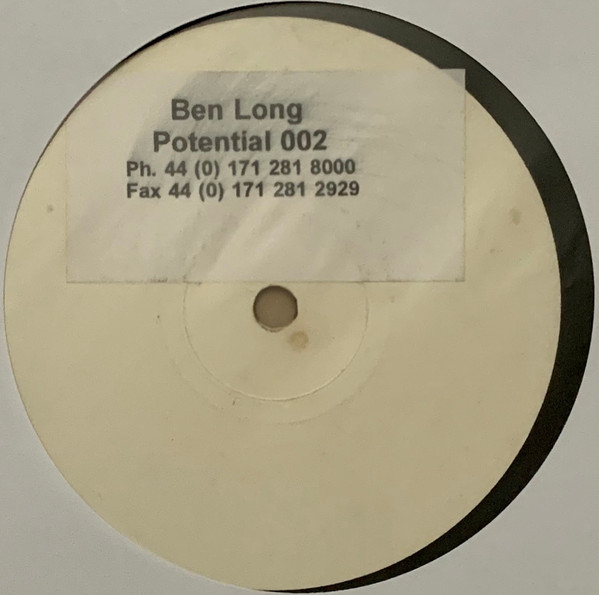 Ben Long
Potential 002
Ph. 44 (0) 171 281 8000
Fax 44 (0) 171 281 2929